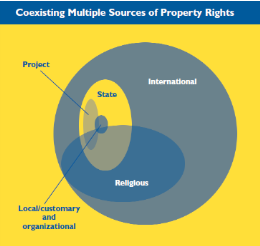 Coexisting Multiple Sources of Property Rights
Project
International
State
Religious
Local/customary
and
organizational